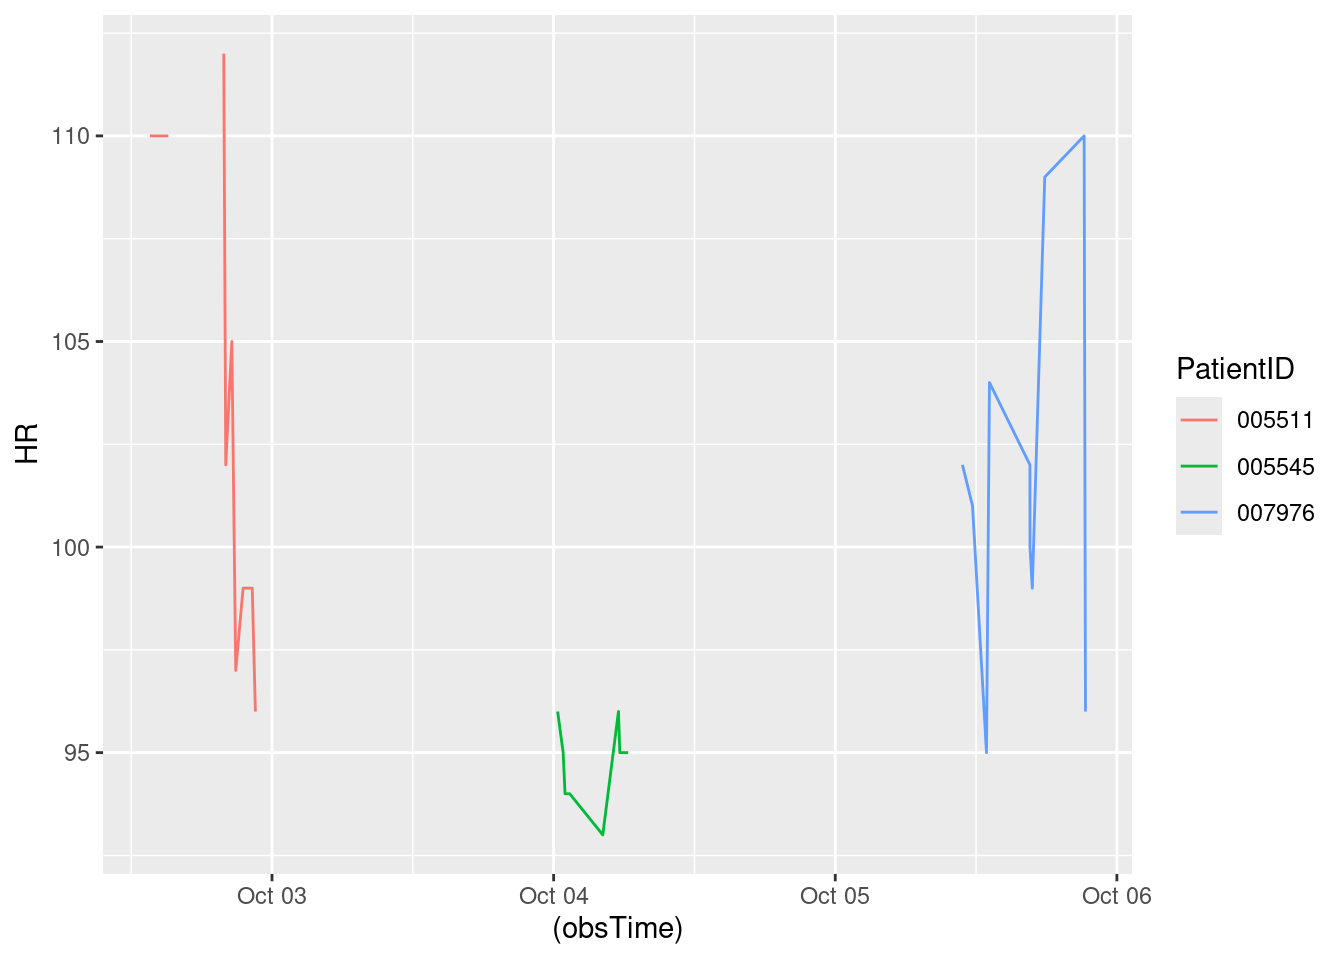 110
105
100
95
HR
Oct 03
Oct 04
Oct 05
Oct 06
(obsTime)
PatientID
005511
005545
007976